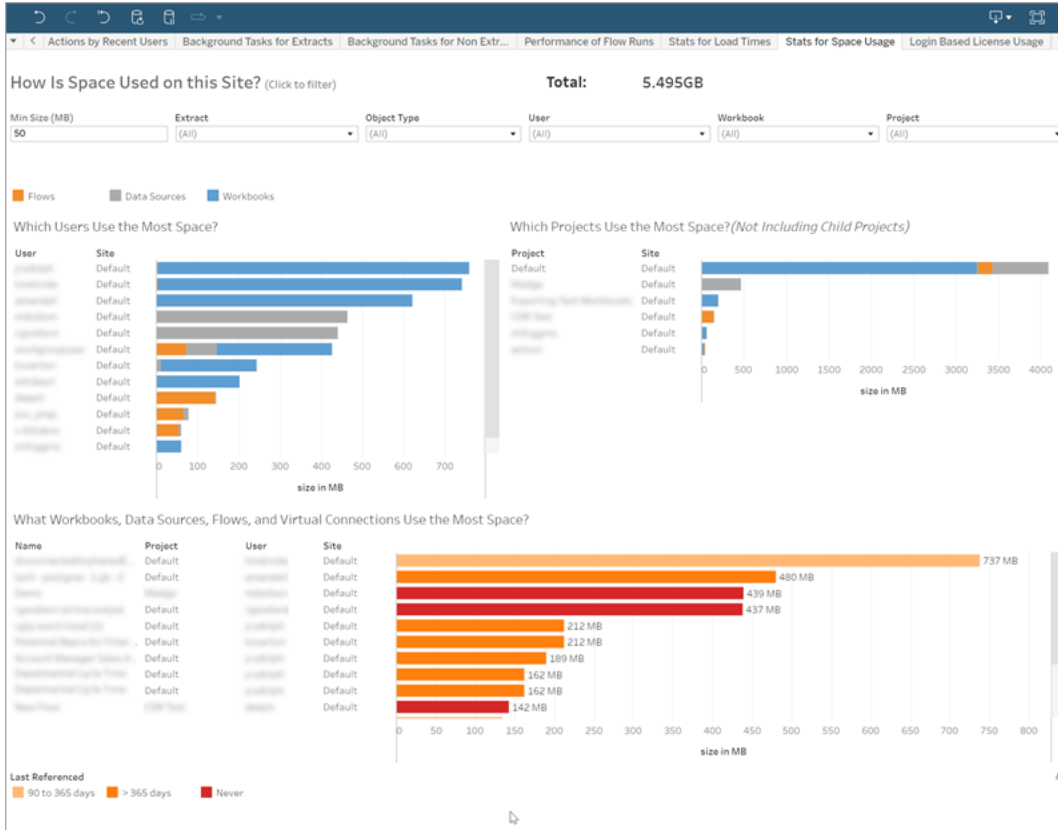 Actions by Recent Users Background Tasks for Extracts Background Tasks for Non Extr... Performance of Flow Runs Stats for Load Times Stats for Space Usage Login Based License Usage
How Is Space Used on this Site? (Click to filter) Total: 5.495GB
Min Size (MB) Extract Object Type User Workbook Project
50 (All) (All) (All) (All) (All)
Flows Data Sources Workbooks
Which Users Use the Most Space?
User Site
Default
Default
Default
Default
Default
Default
Default
Default
Default
Default
Default
Default
0 100 200 300 400 500 600 700
size in MB
Which Projects Use the Most Space? (Not Including Child Projects)
Project Site
Default Default
Default
Default
Default
Default
Default
0 500 1000 1500 2000 2500 3000 3500 4000
size in MB
What Workbooks, Data Sources, Flows, and Virtual Connections Use the Most Space?
Name Project User Site
Default Default 737 MB
Default Default 480 MB
Default 439 MB
Default Default 437 MB
Default Default 212 MB
Default Default 212 MB
Default Default 189 MB
Default Default 162 MB
Default Default 162 MB
Default 142 MB
0 50 100 150 200 250 300 350 400 450 500 550 600 650 700 750 800
size in MB
Last Referenced
90 to 365 days > 365 days Never